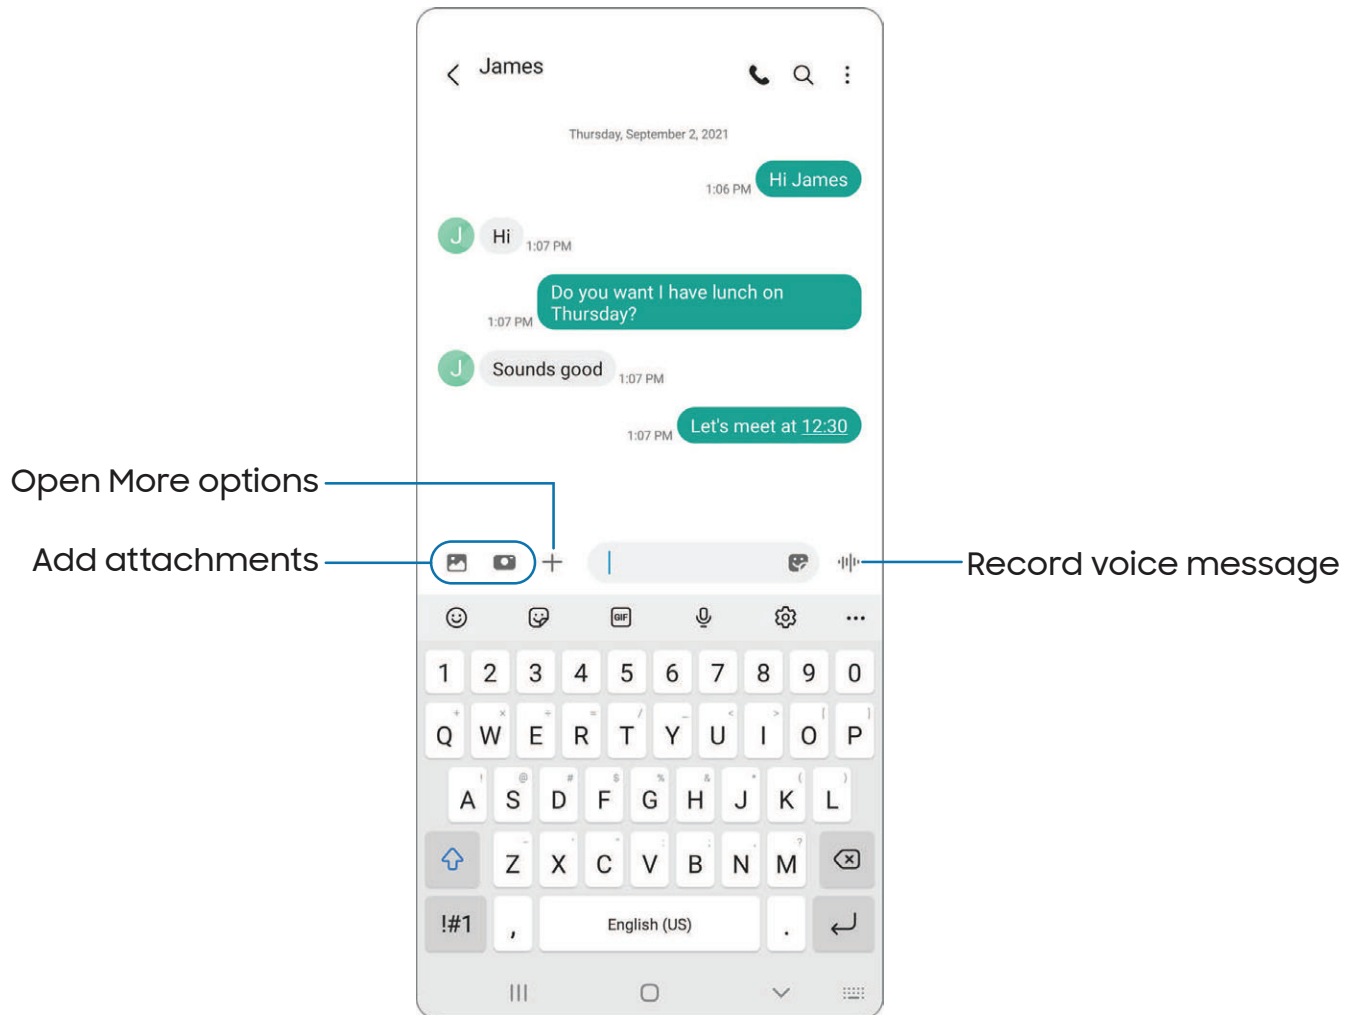 James
Thursday, September 2, 2021
1:06 PM Hi James
J Hi 1:07 PM
Do you want I have lunch on
1:07 PM Thursday?
J Sounds good 1:07 PM
1:07 PM Let's meet at 12:30
Open More options
Add attachments
Record voice message
GIF
1 2 3 4 5 6 7 8 9 0
+ × ÷ = / _ < > [ ]
Q W E R T Y U I O P
! @ # $ % & * ( )
A S D F G H J K L
- ' " : ; , ?
Z X C V B N M
!#1 , English (US) .